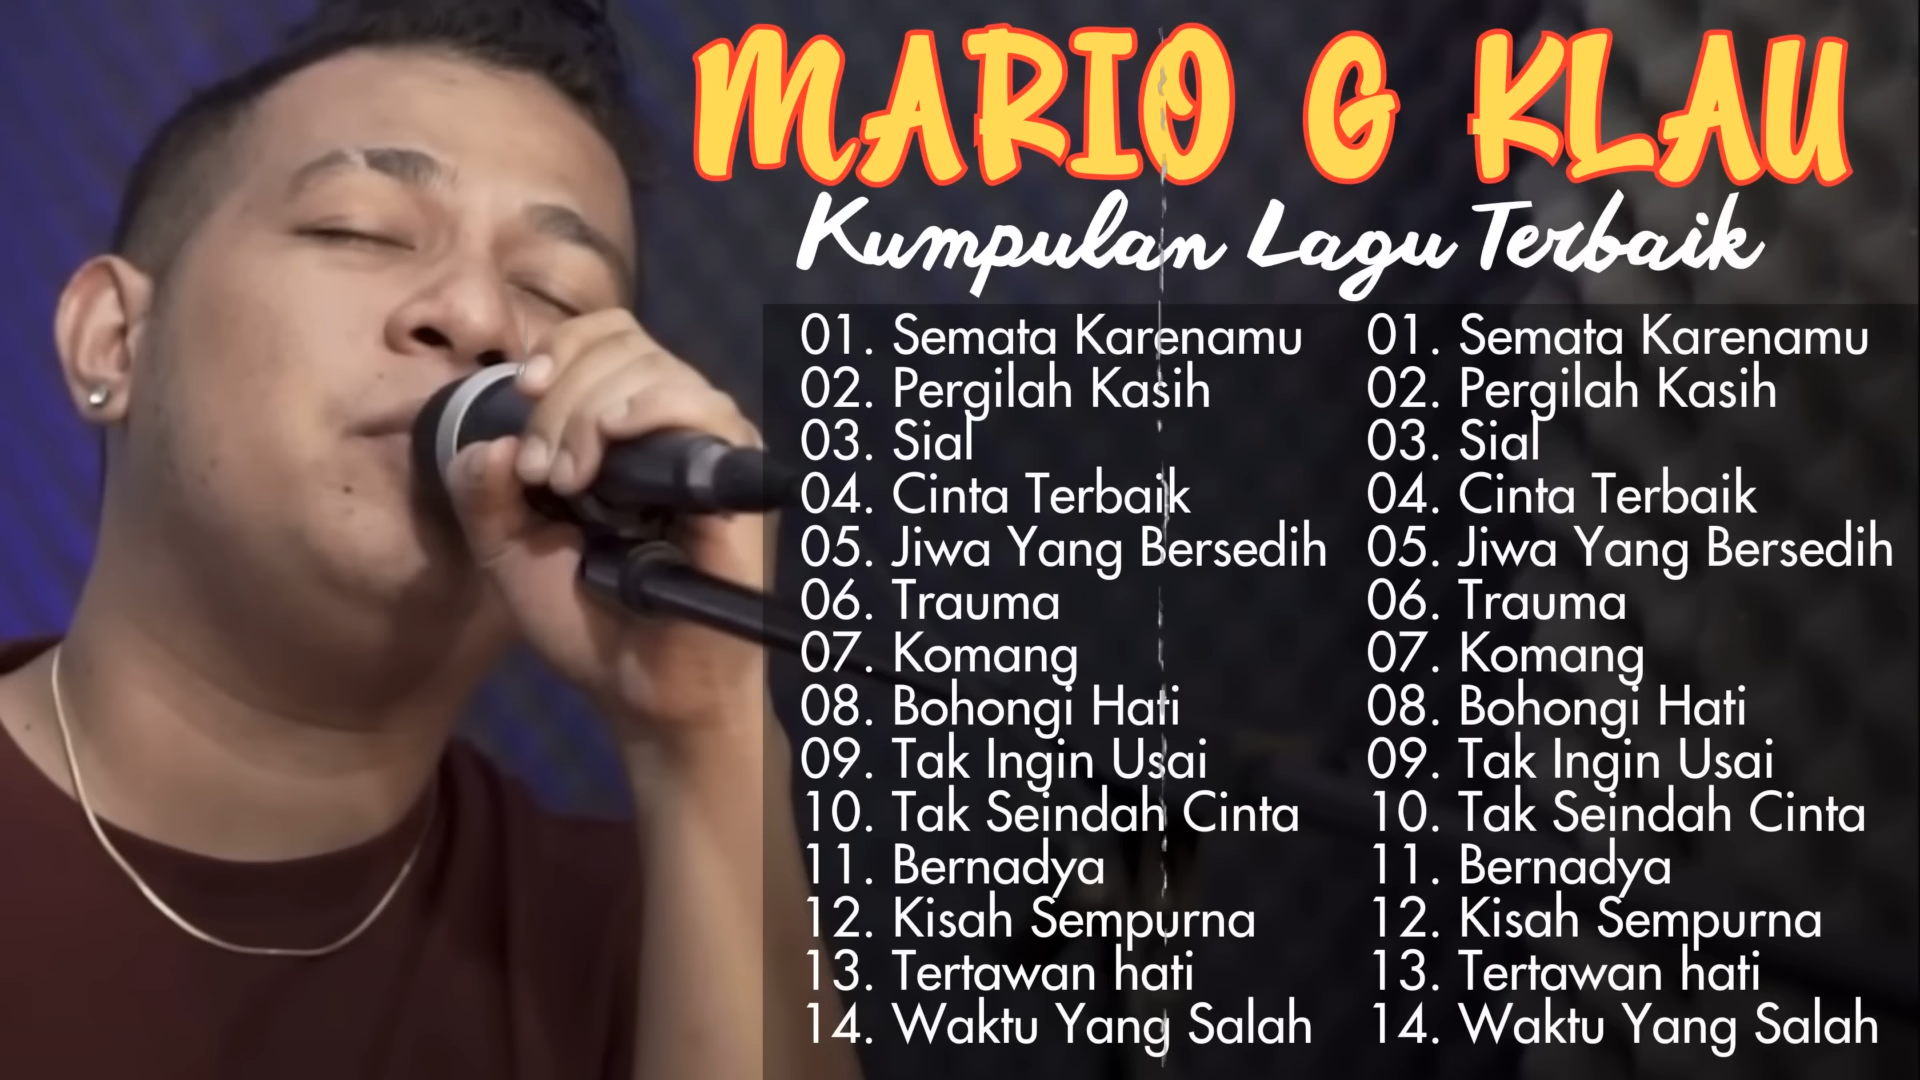 MARIO G KLAU
Kumpulan Lagu Terbaik
01. Semata Karenamu
02. Pergilah Kasih
03. Sial
04. Cinta Terbaik
05. Jiwa Yang Bersedih
06. Trauma
07. Komang
08. Bohongi Hati
09. Tak Ingin Usai
10. Tak Seindah Cinta
11. Bernadya
12. Kisah Sempurna
13. Tertawan hati
14. Waktu Yang Salah
01. Semata Karenamu
02. Pergilah Kasih
03. Sial
04. Cinta Terbaik
05. Jiwa Yang Bersedih
06. Trauma
07. Komang
08. Bohongi Hati
09. Tak Ingin Usai
10. Tak Seindah Cinta
11. Bernadya
12. Kisah Sempurna
13. Tertawan hati
14. Waktu Yang Salah